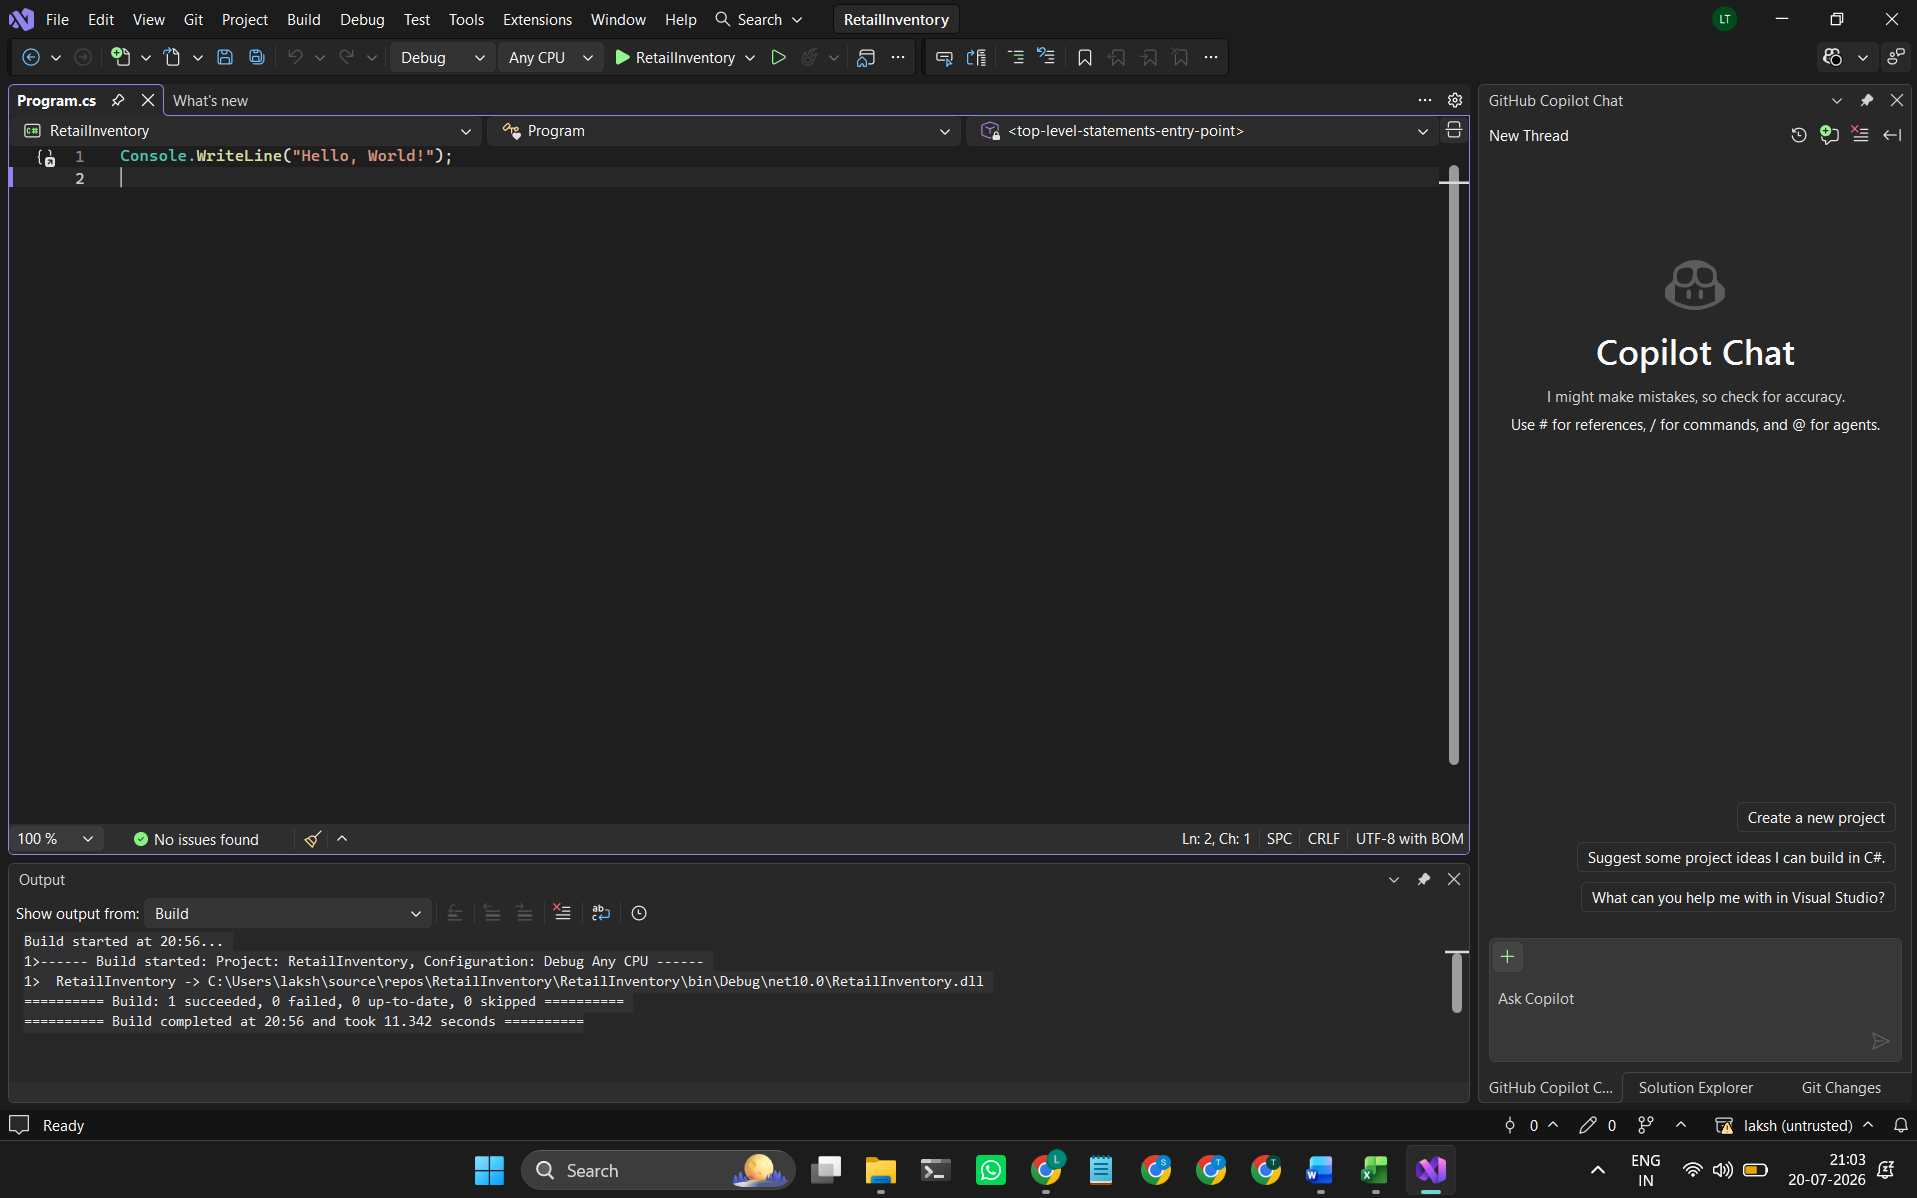 File Edit View Git Project Build Debug Test Tools Extensions Window Help Search RetailInventory LT
Debug Any CPU RetailInventory
Program.cs What's new
RetailInventory Program <top-level-statements-entry-point>
1 Console.WriteLine("Hello, World!");
2
100 % No issues found Ln: 2, Ch: 1 SPC CRLF UTF-8 with BOM
Output
Show output from: Build
Build started at 20:56...
1>------ Build started: Project: RetailInventory, Configuration: Debug Any CPU ------
1>  RetailInventory -> C:\Users\laksh\source\repos\RetailInventory\RetailInventory\bin\Debug\net10.0\RetailInventory.dll
========== Build: 1 succeeded, 0 failed, 0 up-to-date, 0 skipped ==========
========== Build completed at 20:56 and took 11.342 seconds ==========
GitHub Copilot Chat
New Thread
Copilot Chat
I might make mistakes, so check for accuracy.
Use # for references, / for commands, and @ for agents.
Create a new project
Suggest some project ideas I can build in C#.
What can you help me with in Visual Studio?
Ask Copilot
GitHub Copilot C... Solution Explorer Git Changes
Ready 0 0 laksh (untrusted)
Search ENG 21:03
IN 20-07-2026